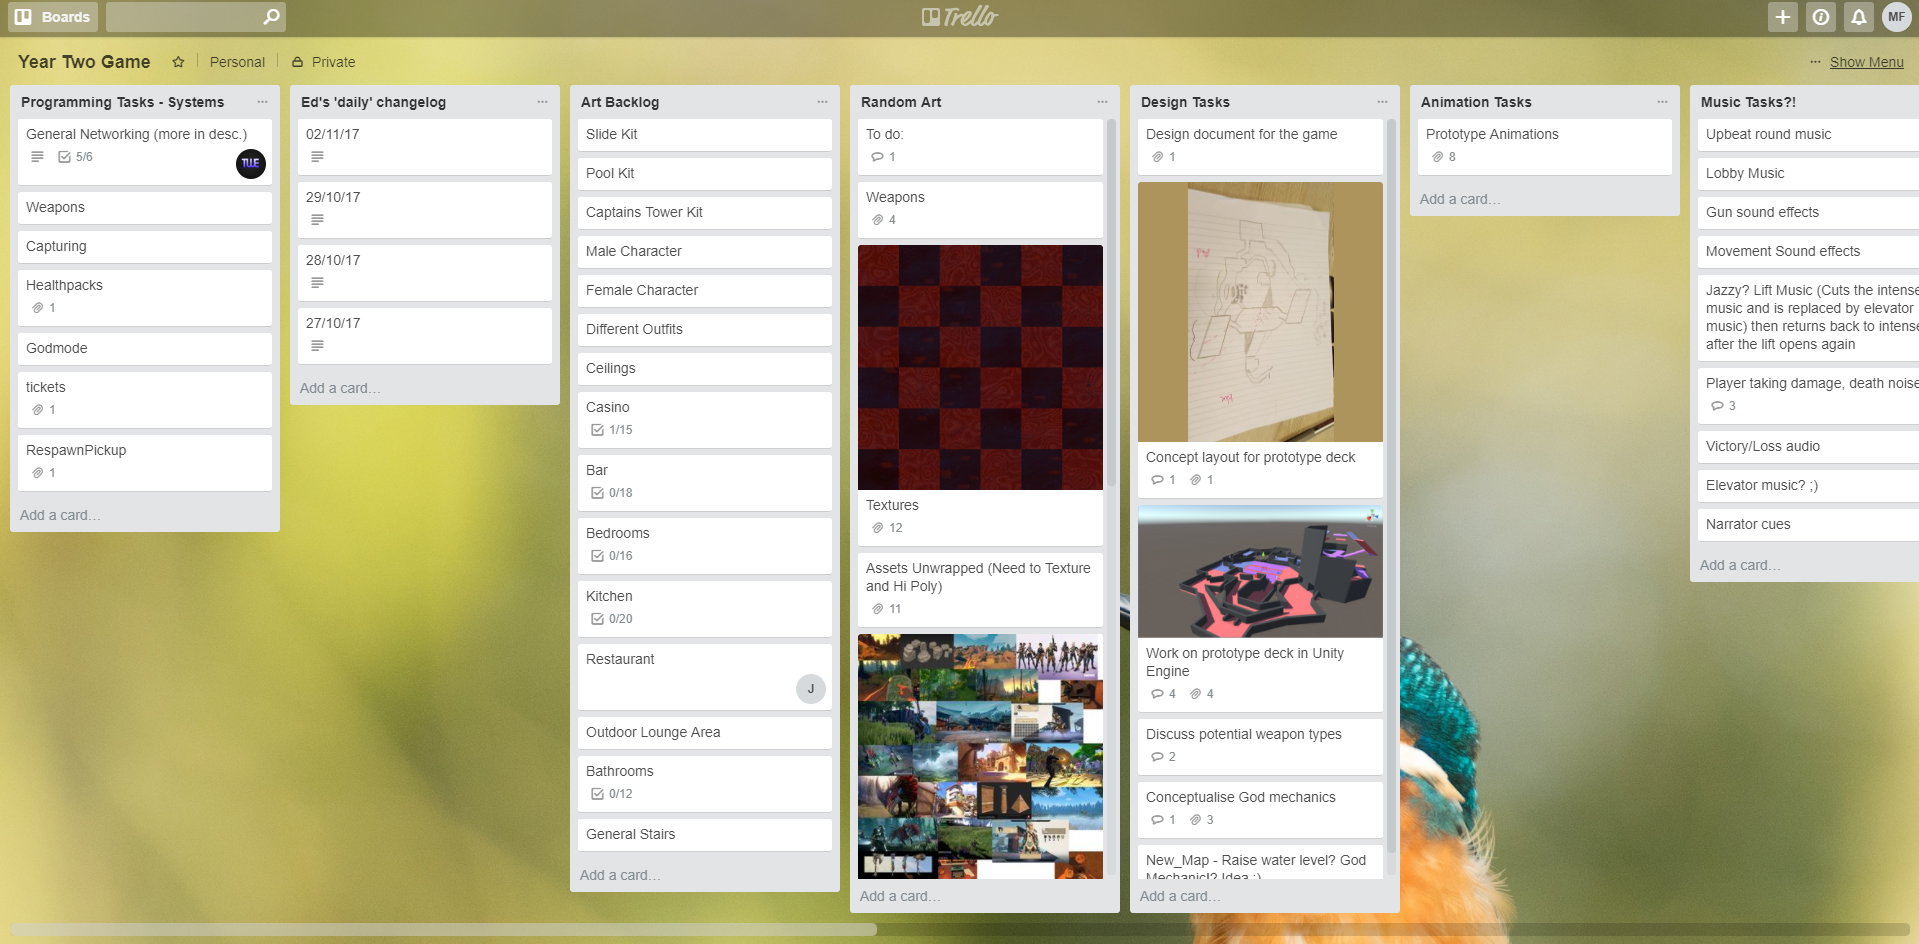 Boards
Trello
MF
Year Two Game
Personal
Private
... Show Menu
Programming Tasks - Systems
General Networking (more in desc.)
5/6
TWE
Weapons
Capturing
Healthpacks
1
Godmode
tickets
1
RespawnPickup
1
Add a card…
Ed's 'daily' changelog
02/11/17
29/10/17
28/10/17
27/10/17
Add a card…
Art Backlog
Slide Kit
Pool Kit
Captains Tower Kit
Male Character
Female Character
Different Outfits
Ceilings
Casino
1/15
Bar
0/18
Bedrooms
0/16
Kitchen
0/20
Restaurant
J
Outdoor Lounge Area
Bathrooms
0/12
General Stairs
Add a card…
Random Art
To do:
1
Weapons
4
Textures
12
Assets Unwrapped (Need to Texture
and Hi Poly)
11
Add a card…
Design Tasks
Design document for the game
1
Concept layout for prototype deck
1 1
Work on prototype deck in Unity
Engine
4 4
Discuss potential weapon types
2
Conceptualise God mechanics
1 3
New_Map - Raise water level? God
Mechanic!? Idea :)
Add a card…
Animation Tasks
Prototype Animations
8
Add a card…
Music Tasks?!
Upbeat round music
Lobby Music
Gun sound effects
Movement Sound effects
Jazzy? Lift Music (Cuts the intense
music and is replaced by elevator
music) then returns back to intense
after the lift opens again
Player taking damage, death noise
3
Victory/Loss audio
Elevator music? ;)
Narrator cues
Add a card…